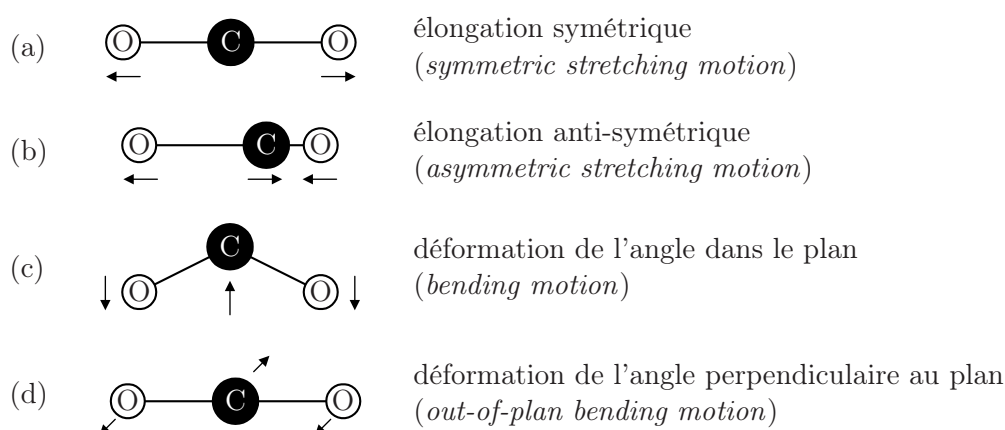 (a) O C O élongation symétrique
(symmetric stretching motion)
(b) O C O élongation anti-symétrique
(asymmetric stretching motion)
(c) C O O déformation de l'angle dans le plan
(bending motion)
(d) O C O déformation de l'angle perpendiculaire au plan
(out-of-plan bending motion)